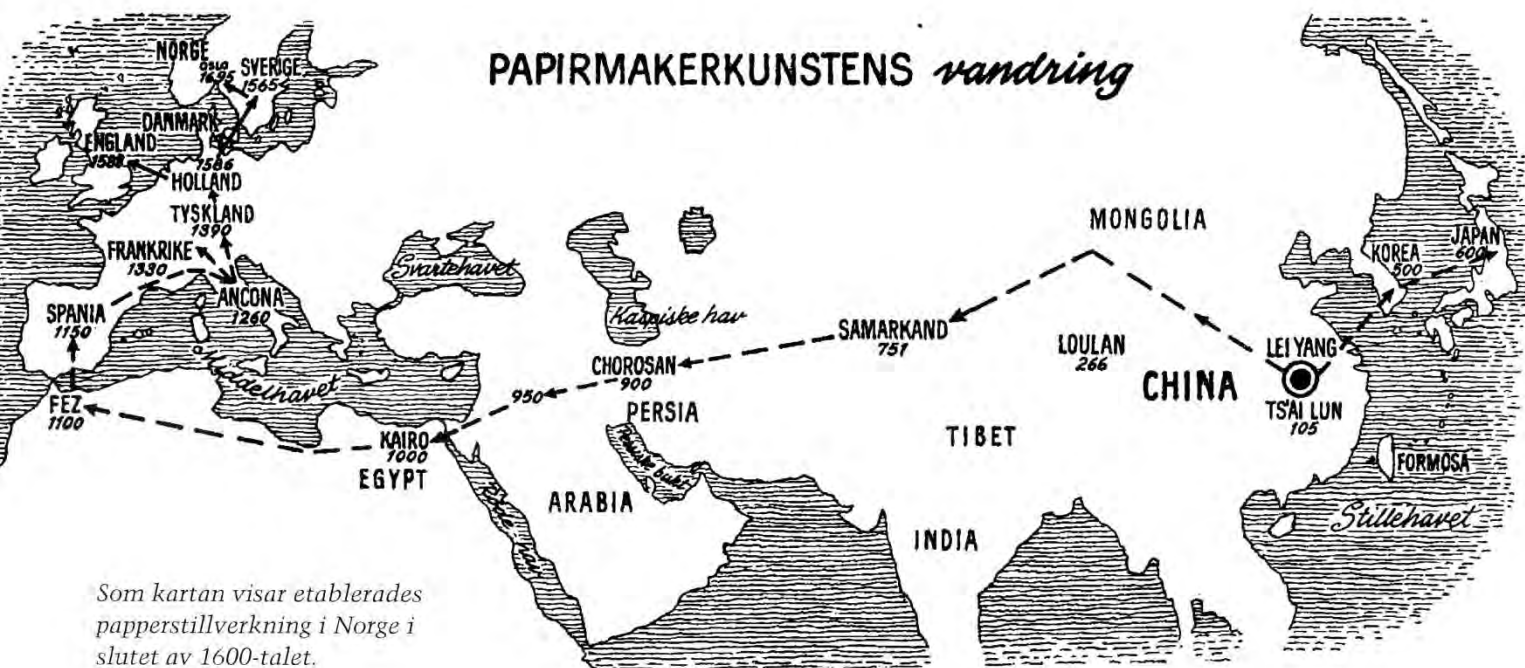 PAPIRMAKERKUNSTENS vandring
NORGE
OSLO
1695
SVERIGE
1565
DANMARK
1586
ENGLAND
1588
HOLLAND
TYSKLAND
1390
FRANKRIKE
1330
SPANIA
1150
ANCONA
1260
FEZ
1100
Middelhavet
Svartehavet
Kaspiske hav
KAIRO
1000
EGYPT
950
CHOROSAN
900
PERSIA
Persiske bukt
ARABIA
SAMARKAND
751
MONGOLIA
LOULAN
266
TIBET
INDIA
CHINA
LEI YANG
TS'AI LUN
105
KOREA
500
JAPAN
600
FORMOSA
Stillehavet
Som kartan visar etablerades
papperstillverkning i Norge i
slutet av 1600-talet.